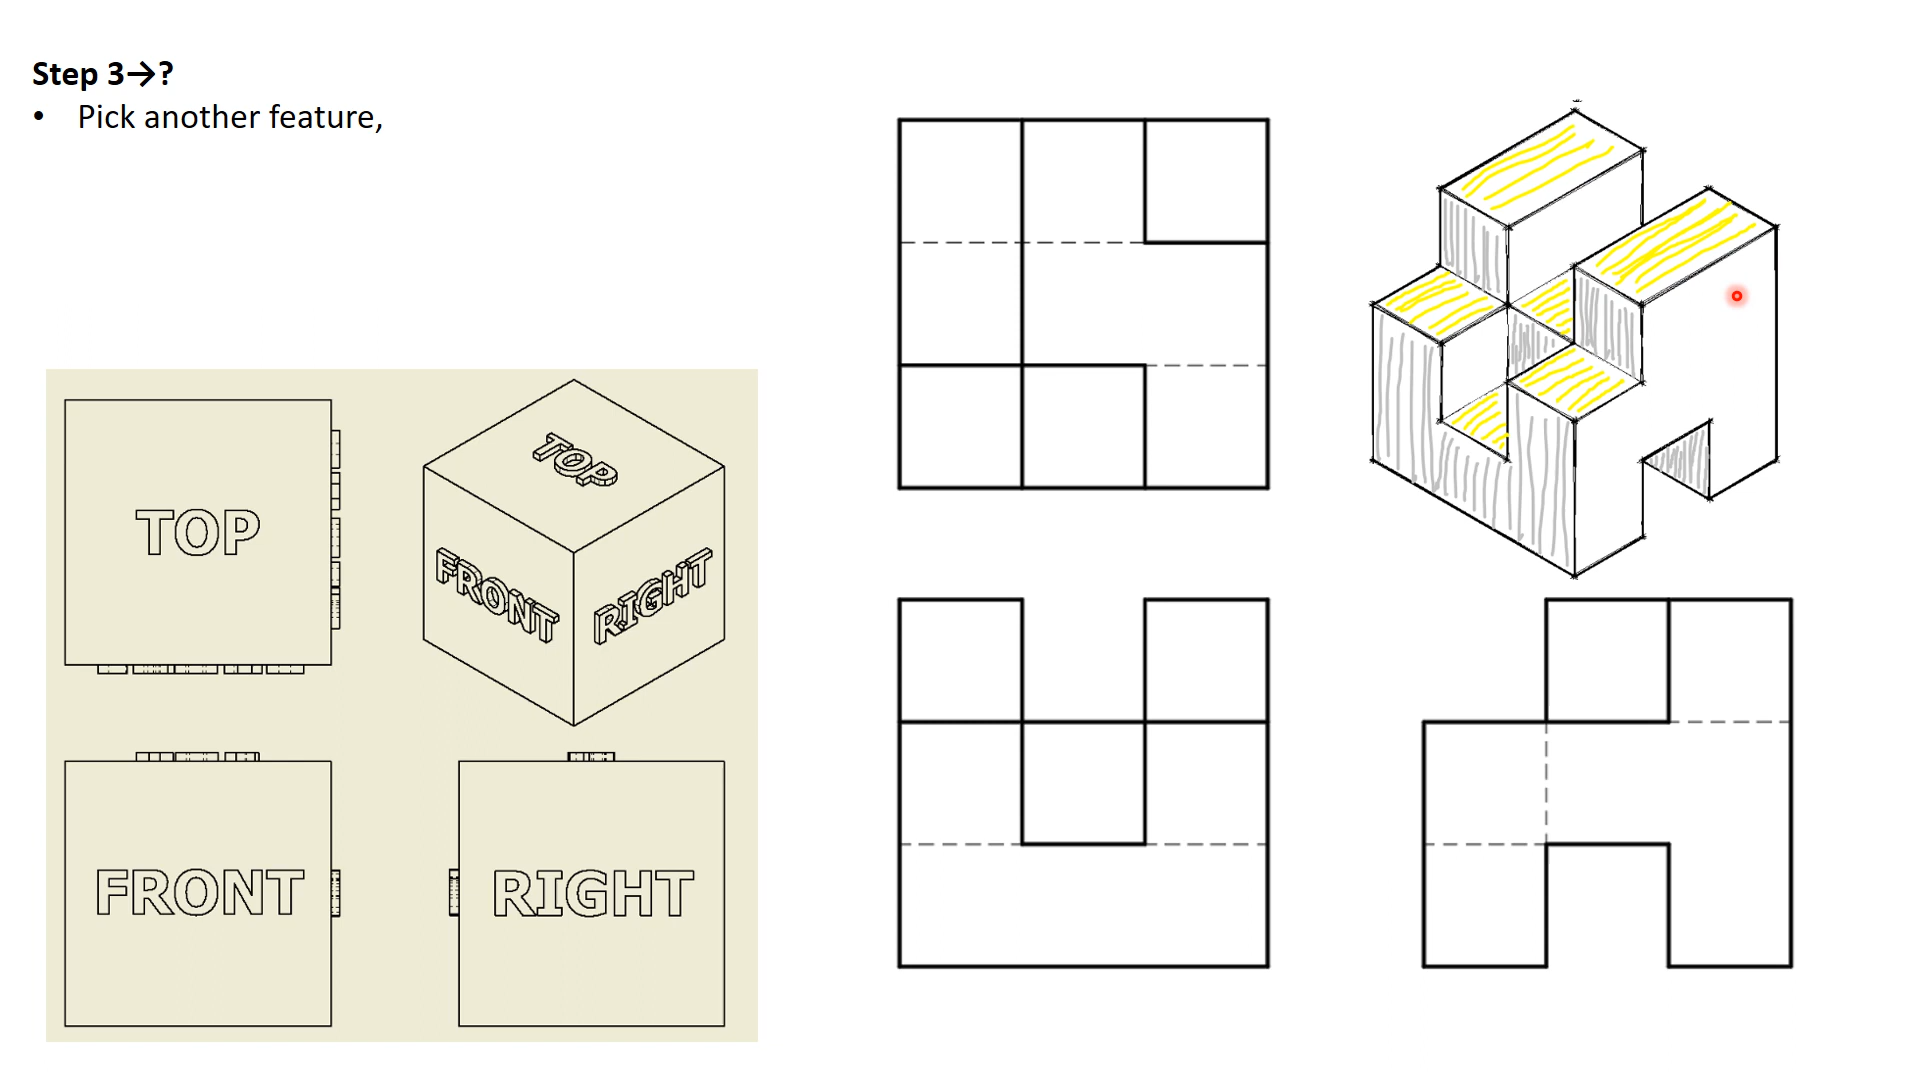 Step 3→?
• Pick another feature,
TOP
TOP
FRONT
RIGHT
FRONT
RIGHT